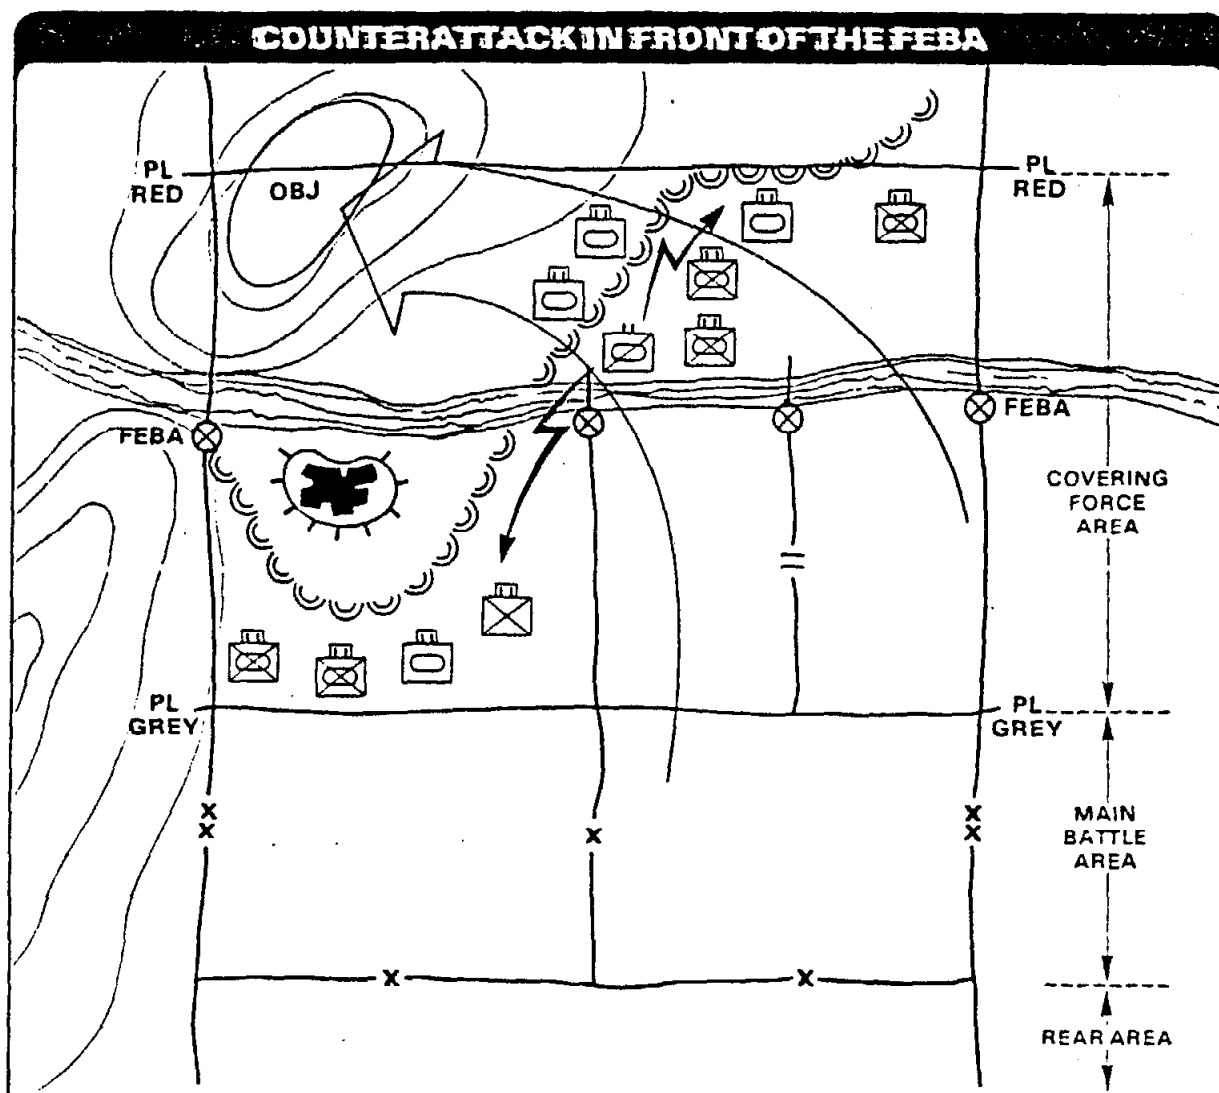 COUNTERATTACK IN FRONT OF THE FEBA
PL
RED
OBJ
PL
RED
FEBA
FEBA
COVERING
FORCE
AREA
PL
GREY
PL
GREY
X
X
X
X
X
MAIN
BATTLE
AREA
X
X
REAR AREA